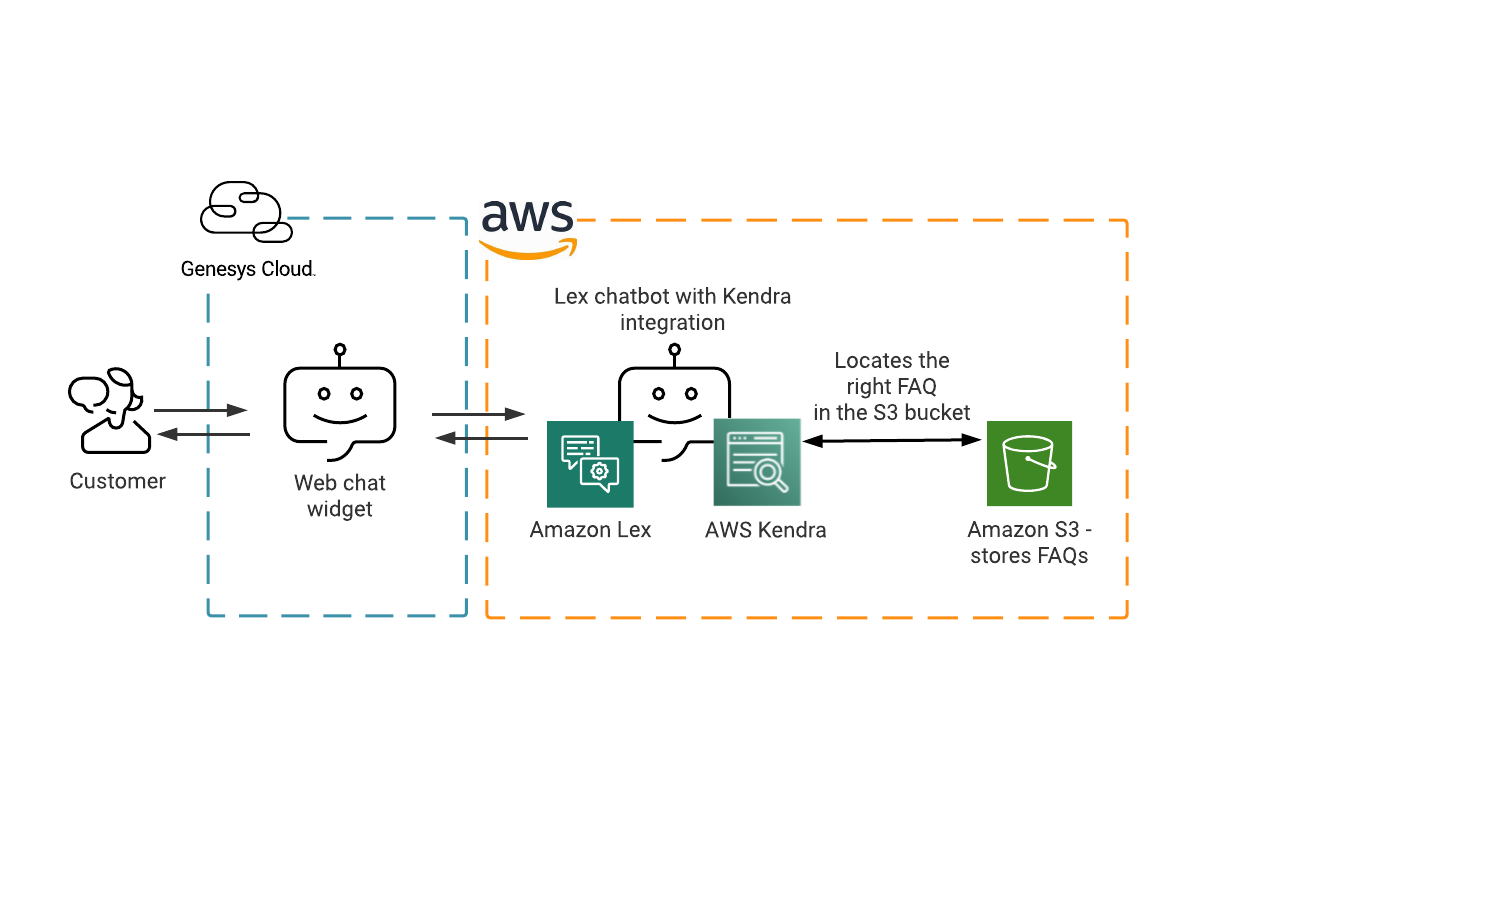 aws
Genesys Cloud.
Lex chatbot with Kendra
integration
Locates the
right FAQ
in the S3 bucket
Customer
Web chat
widget
Amazon Lex
AWS Kendra
Amazon S3 -
stores FAQs